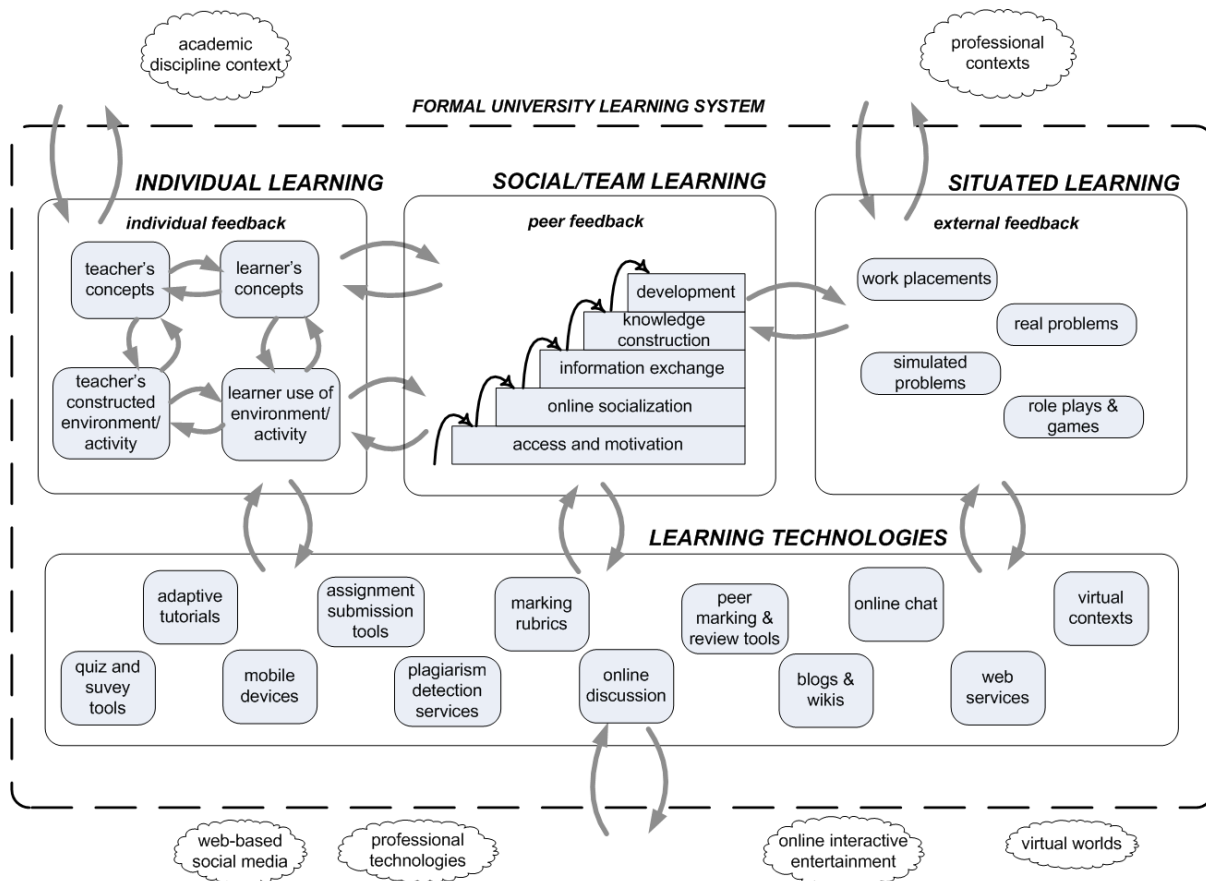 academic
discipline context
professional
contexts
FORMAL UNIVERSITY LEARNING SYSTEM
INDIVIDUAL LEARNING
SOCIAL/TEAM LEARNING
SITUATED LEARNING
individual feedback
teacher's
concepts
learner's
concepts
teacher's
constructed
environment/
activity
learner use of
environment/
activity
peer feedback
development
knowledge
construction
information exchange
online socialization
access and motivation
external feedback
work placements
real problems
simulated
problems
role plays &
games
LEARNING TECHNOLOGIES
adaptive
tutorials
assignment
submission
tools
marking
rubrics
peer
marking &
review tools
online chat
virtual
contexts
quiz and
suvey
tools
mobile
devices
plagiarism
detection
services
online
discussion
blogs &
wikis
web
services
web-based
social media
professional
technologies
online interactive
entertainment
virtual worlds